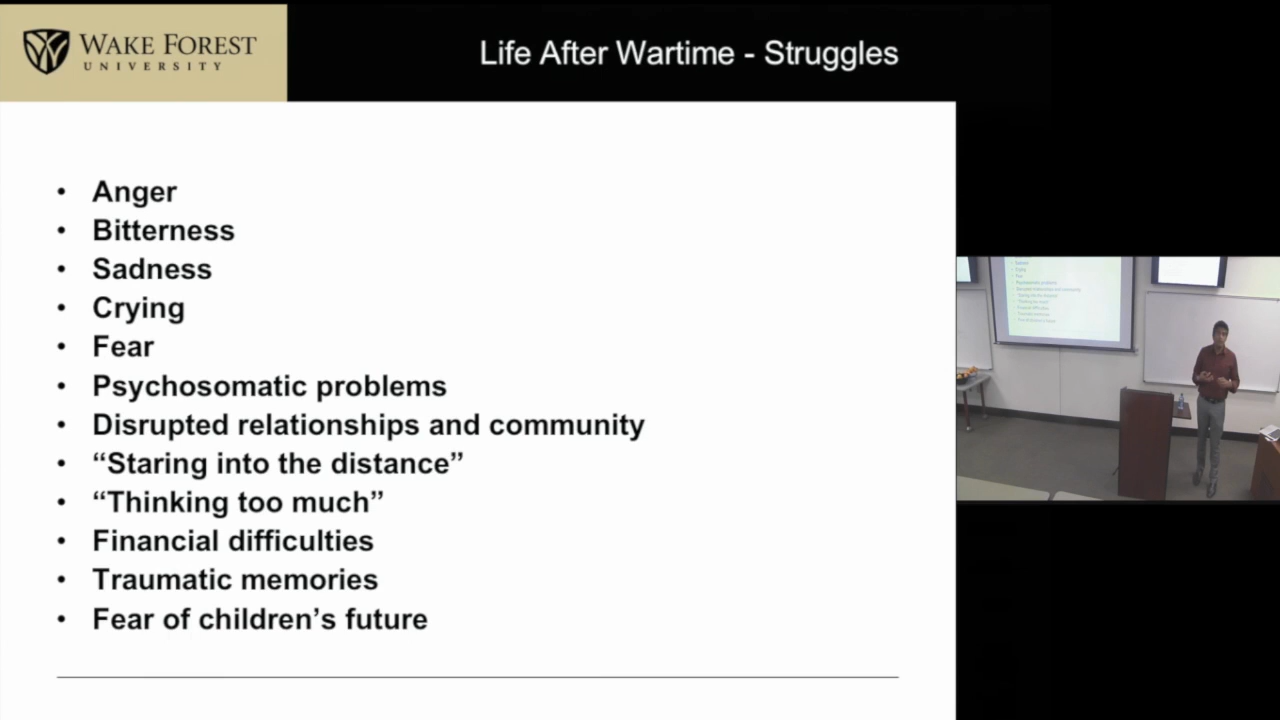 WAKE FOREST
UNIVERSITY
Life After Wartime - Struggles
• Anger
• Bitterness
• Sadness
• Crying
• Fear
• Psychosomatic problems
• Disrupted relationships and community
• “Staring into the distance”
• “Thinking too much”
• Financial difficulties
• Traumatic memories
• Fear of children’s future